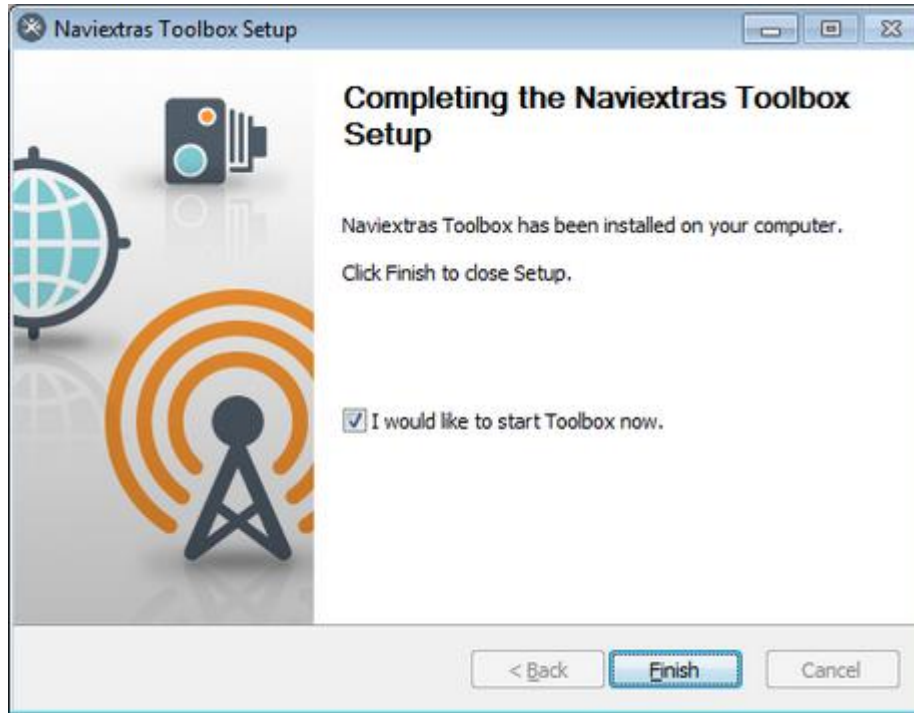 Naviextras Toolbox Setup
Completing the Naviextras Toolbox
Setup
Naviextras Toolbox has been installed on your computer.
Click Finish to close Setup.
I would like to start Toolbox now.
< Back
Finish
Cancel